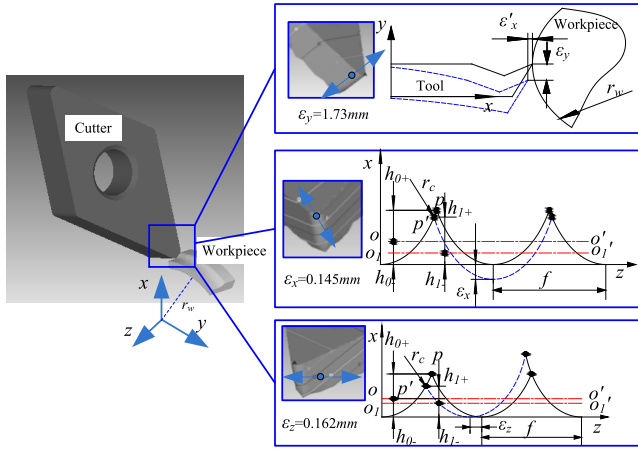 Cutter
Workpiece
x
r_w
z
y
y
ε'_x
Workpiece
ε_y
Tool
x
r_w
ε_y=1.73mm
x
h_0+
r_c
p
h_1+
p'
o
o'
o_1
o_1'
h_0-
h_1-
ε_x
f
z
ε_x=0.145mm
x
h_0+
r_c
p
h_1+
p'
o
o'
o_1
o_1'
h_0-
h_1-
ε_z
f
z
ε_z=0.162mm